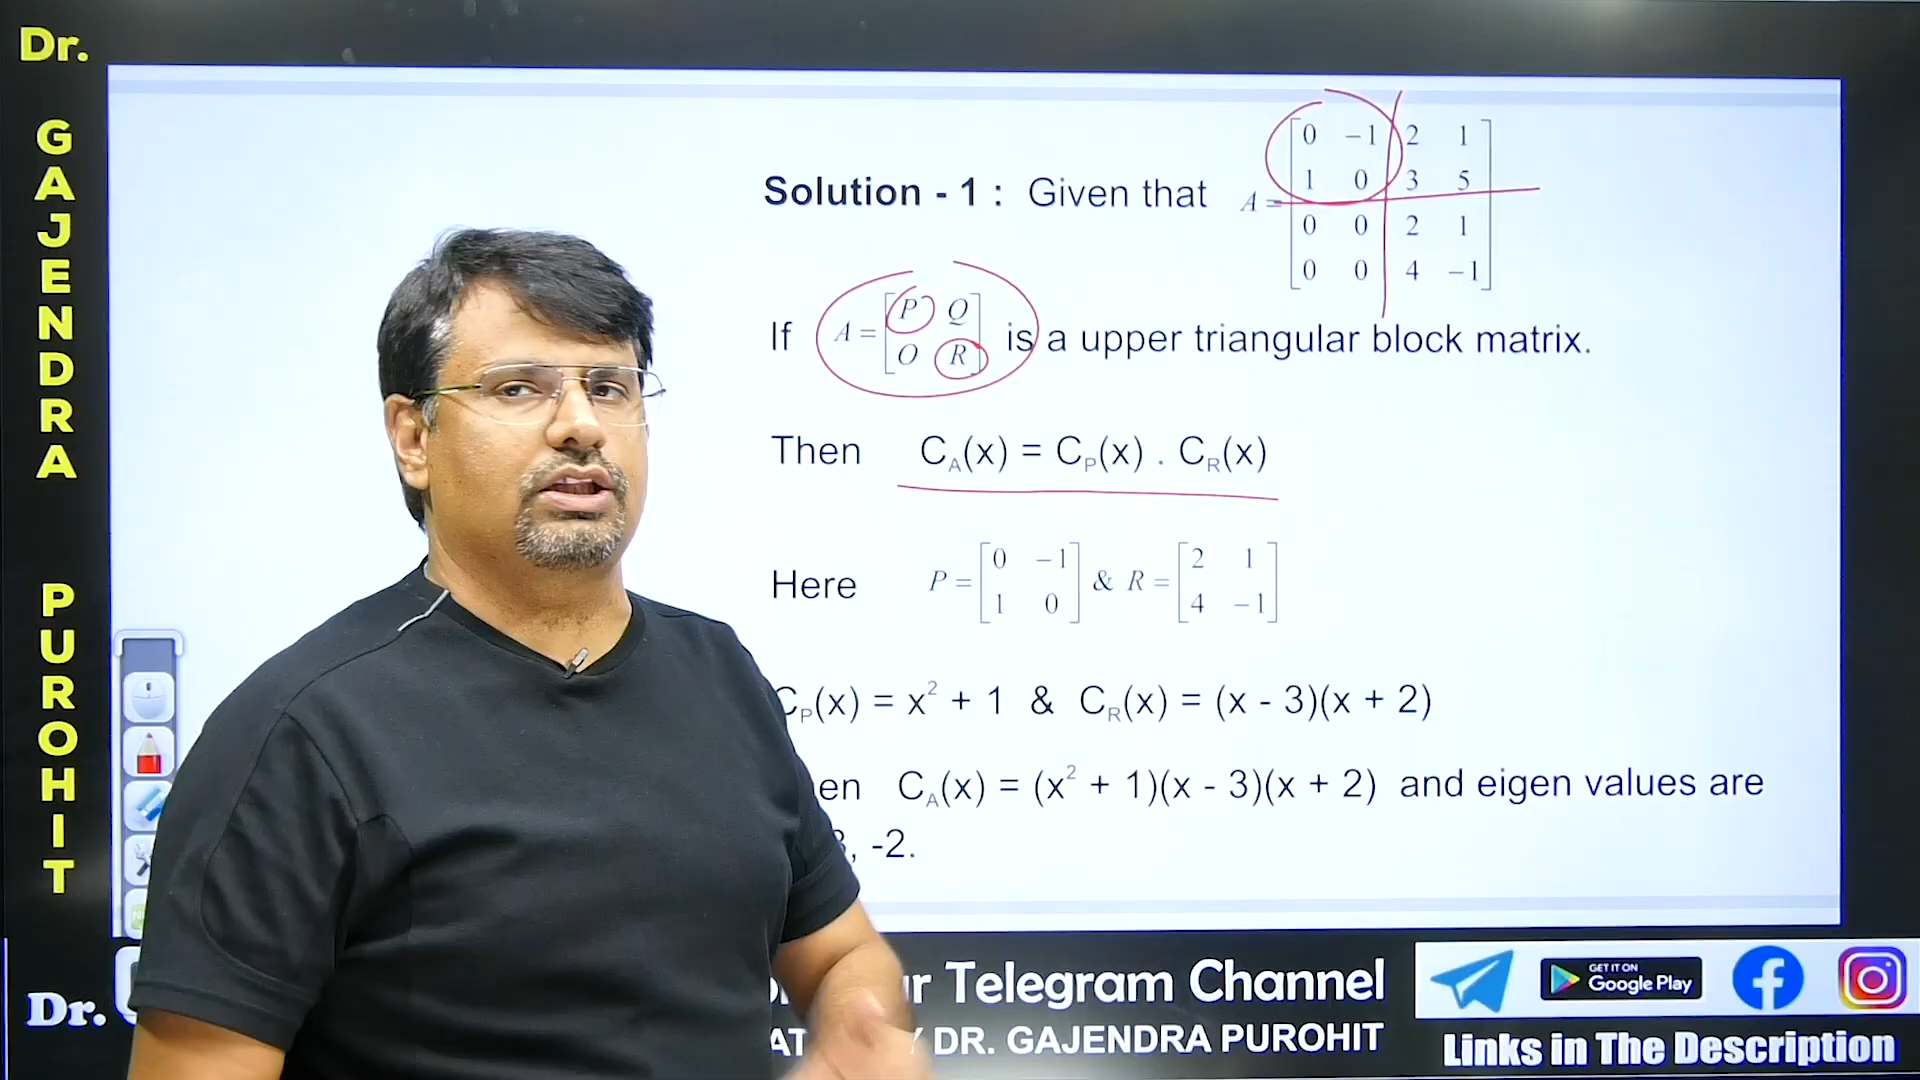 Dr.
GAJENDRA
PUROHIT
Solution - 1 : Given that A = [0 -1 2 1
1 0 3 5
0 0 2 1
0 0 4 -1]
If A = [P Q
O R] is a upper triangular block matrix.
Then C_A(x) = C_P(x) . C_R(x)
Here P = [0 -1
1 0] & R = [2 1
4 -1]
C_P(x) = x² + 1 & C_R(x) = (x - 3)(x + 2)
en C_A(x) = (x² + 1)(x - 3)(x + 2) and eigen values are
, -2.
Dr.
r Telegram Channel
AT Y DR. GAJENDRA PUROHIT
GET IT ON
Google Play
Links in The Description